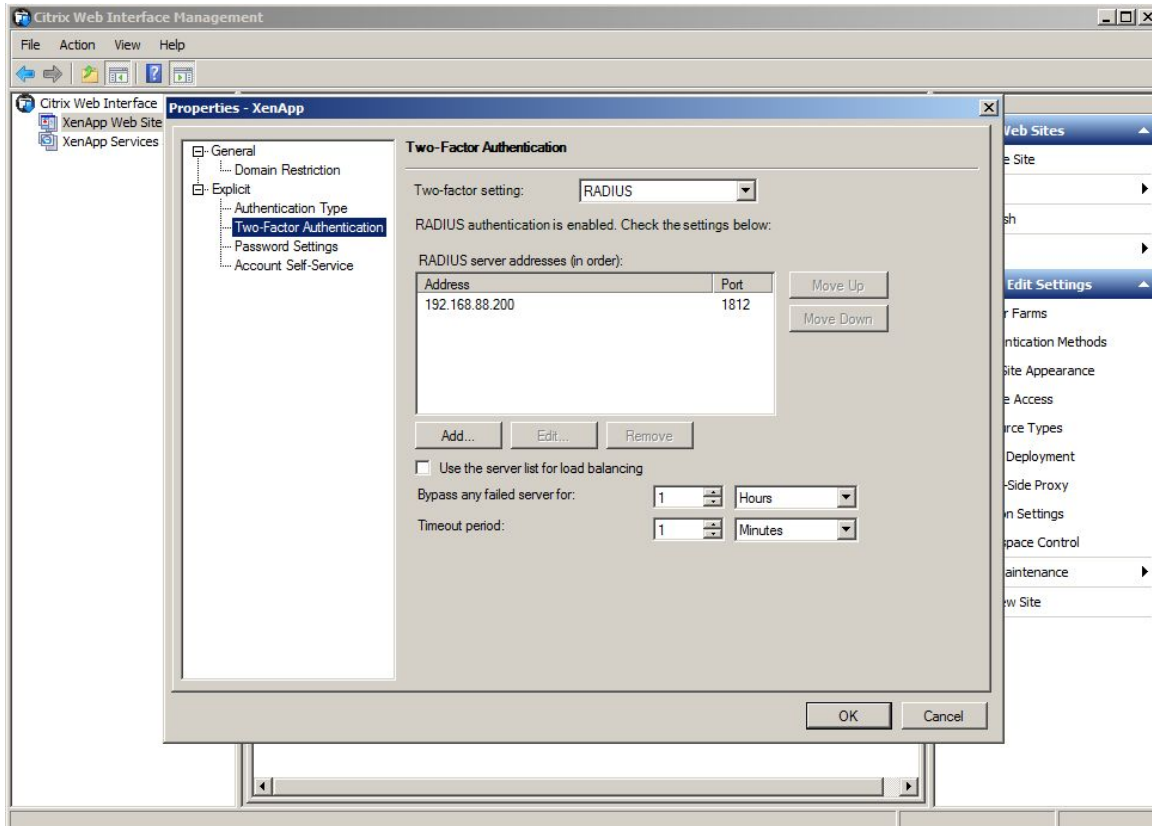 Citrix Web Interface Management
File Action View Help
Citrix Web Interface
XenApp Web Site
XenApp Services
Properties - XenApp
General
Domain Restriction
Explicit
Authentication Type
Two-Factor Authentication
Password Settings
Account Self-Service
Two-Factor Authentication
Two-factor setting: RADIUS
RADIUS authentication is enabled. Check the settings below:
RADIUS server addresses (in order):
Address Port
192.168.88.200 1812
Move Up
Move Down
Add... Edit... Remove
Use the server list for load balancing
Bypass any failed server for: 1 Hours
Timeout period: 1 Minutes
OK Cancel
Web Sites
e Site
sh
Edit Settings
r Farms
ntication Methods
Site Appearance
e Access
urce Types
Deployment
-Side Proxy
on Settings
space Control
aintenance
ew Site